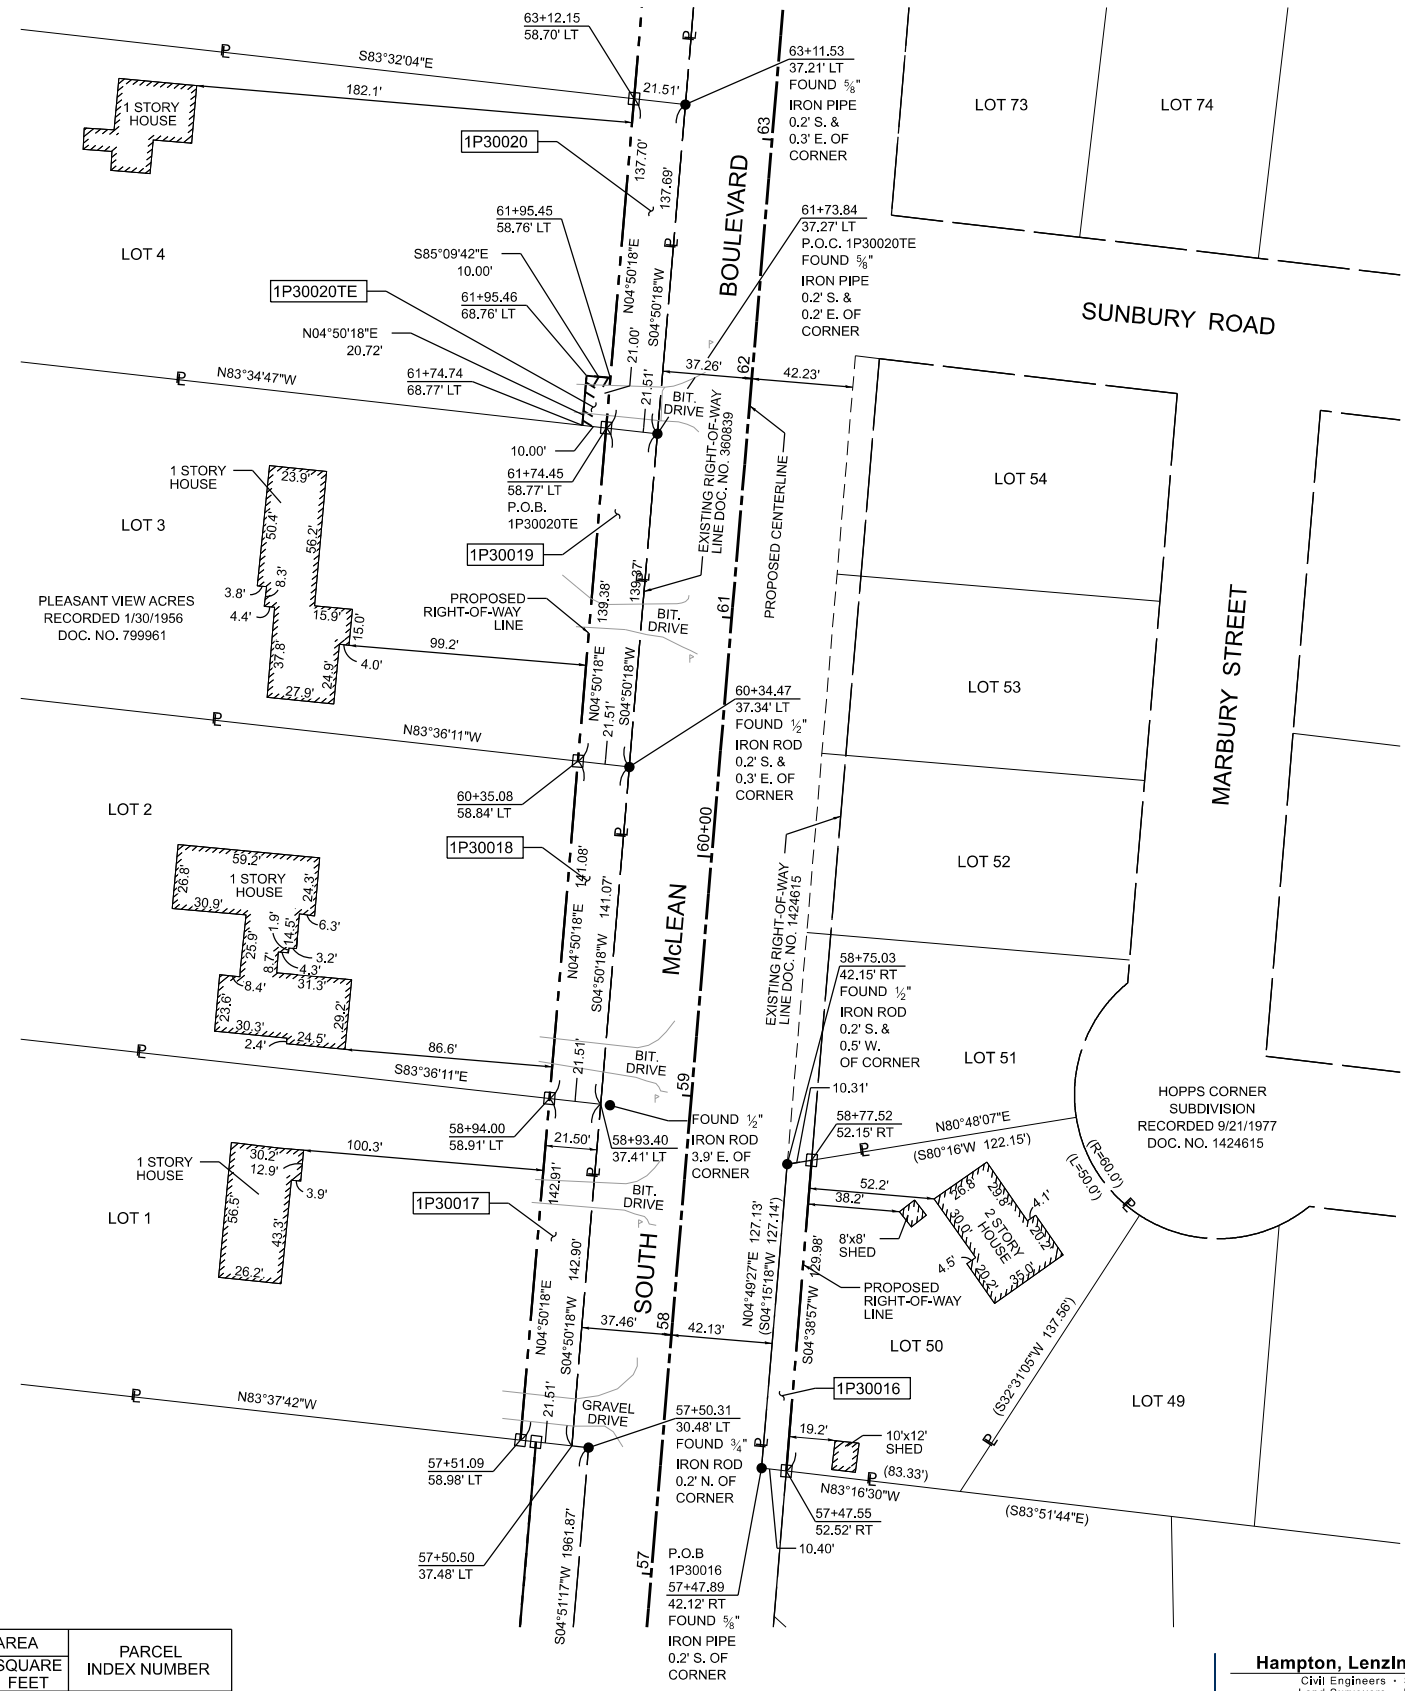 63+12.15
58.70' LT
S83°32'04"E
182.1'
1 STORY
HOUSE
21.51'
63+11.53
37.21' LT
FOUND ⅝"
IRON PIPE
0.2' S. &
0.3' E. OF
CORNER
63
LOT 73
LOT 74
1P30020
137.70'
137.69'
BOULEVARD
61+95.45
58.76' LT
S85°09'42"E
10.00'
1P30020TE
61+95.46
68.76' LT
N04°50'18"E
20.72'
61+74.74
68.77' LT
LOT 4
N04°50'18"E
S04°50'18"W
21.00'
21.51'
61+73.84
37.27' LT
P.O.C. 1P30020TE
FOUND ⅝"
IRON PIPE
0.2' S. &
0.2' E. OF
CORNER
SUNBURY ROAD
62
37.26'
42.23'
BIT.
DRIVE
N83°34'47"W
10.00'
61+74.45
58.77' LT
P.O.B.
1P30020TE
EXISTING RIGHT-OF-WAY
LINE DOC. NO. 360839
PROPOSED CENTERLINE
LOT 54
1 STORY
HOUSE
23.9'
50.4'
56.2'
8.3'
3.8'
4.4'
15.9'
15.0'
4.0'
37.8'
24.9'
27.9'
99.2'
LOT 3
PLEASANT VIEW ACRES
RECORDED 1/30/1956
DOC. NO. 799961
1P30019
PROPOSED
RIGHT-OF-WAY
LINE
139.38'
139.37'
61
BIT.
DRIVE
N04°50'18"E
S04°50'18"W
21.51'
LOT 53
MARBURY STREET
60+34.47
37.34' LT
FOUND ½"
IRON ROD
0.2' S. &
0.3' E. OF
CORNER
N83°36'11"W
60+35.08
58.84' LT
LOT 2
1P30018
60+00
59.2'
1 STORY
HOUSE
26.8'
24.3'
30.9'
6.3'
1.9'
14.5'
25.9'
3.2'
4.3'
8.7'
31.3'
8.4'
23.6'
29.2'
30.3'
24.5'
2.4'
86.6'
N04°50'18"E 141.08'
S04°50'18"W 141.07'
McLEAN
EXISTING RIGHT-OF-WAY
LINE DOC. NO. 1424615
LOT 52
58+75.03
42.15' RT
FOUND ½"
IRON ROD
0.2' S. &
0.5' W.
OF CORNER
LOT 51
10.31'
58+77.52
52.15' RT
N80°48'07"E
(S80°16'W 122.15')
HOPPS CORNER
SUBDIVISION
RECORDED 9/21/1977
DOC. NO. 1424615
(R=60.0')
(L=50.0')
S83°36'11"E
21.51'
BIT.
DRIVE
59
58+94.00
58.91' LT
21.50'
58+93.40
37.41' LT
FOUND ½"
IRON ROD
3.9' E. OF
CORNER
1 STORY
HOUSE
100.3'
30.2'
12.9'
3.9'
56.5'
43.3'
26.2'
LOT 1
1P30017
142.91'
N04°50'18"E
S04°50'18"W 142.90'
BIT.
DRIVE
SOUTH
58
37.46'
42.13'
N04°49'27"E 127.13'
(S04°15'18"W 127.14')
S04°38'57"W 129.98'
52.2'
38.2'
8'x8'
SHED
26.8'
29.8'
4.1'
20.2'
2 STORY
HOUSE
30.0'
4.5'
20.2'
35.0'
PROPOSED
RIGHT-OF-WAY
LINE
LOT 50
1P30016
(S32°31'05"W 137.56')
LOT 49
N83°37'42"W
21.51'
GRAVEL
DRIVE
57+50.31
30.48' LT
FOUND ¾"
IRON ROD
0.2' N. OF
CORNER
57+51.09
58.98' LT
57+50.50
37.48' LT
S04°51'17"W 1961.87'
57
P.O.B
1P30016
57+47.89
42.12' RT
FOUND ⅝"
IRON PIPE
0.2' S. OF
CORNER
19.2'
10'x12'
SHED
(83.33')
N83°16'30"W
57+47.55
52.52' RT
10.40'
(S83°51'44"E)
AREA
SQUARE
FEET
PARCEL
INDEX NUMBER
Hampton, Lenzin
Civil Engineers ·